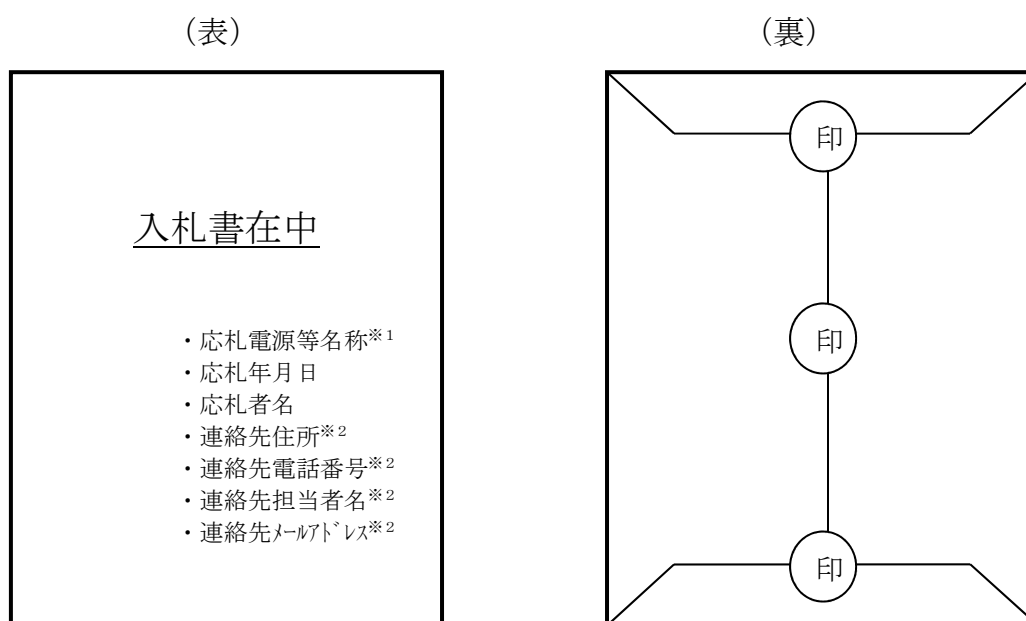 （表）
入札書在中
・応札電源等名称※1
・応札年月日
・応札者名
・連絡先住所※2
・連絡先電話番号※2
・連絡先担当者名※2
・連絡先ﾒｰﾙｱﾄﾞﾚｽ※2
（裏）
印
印
印